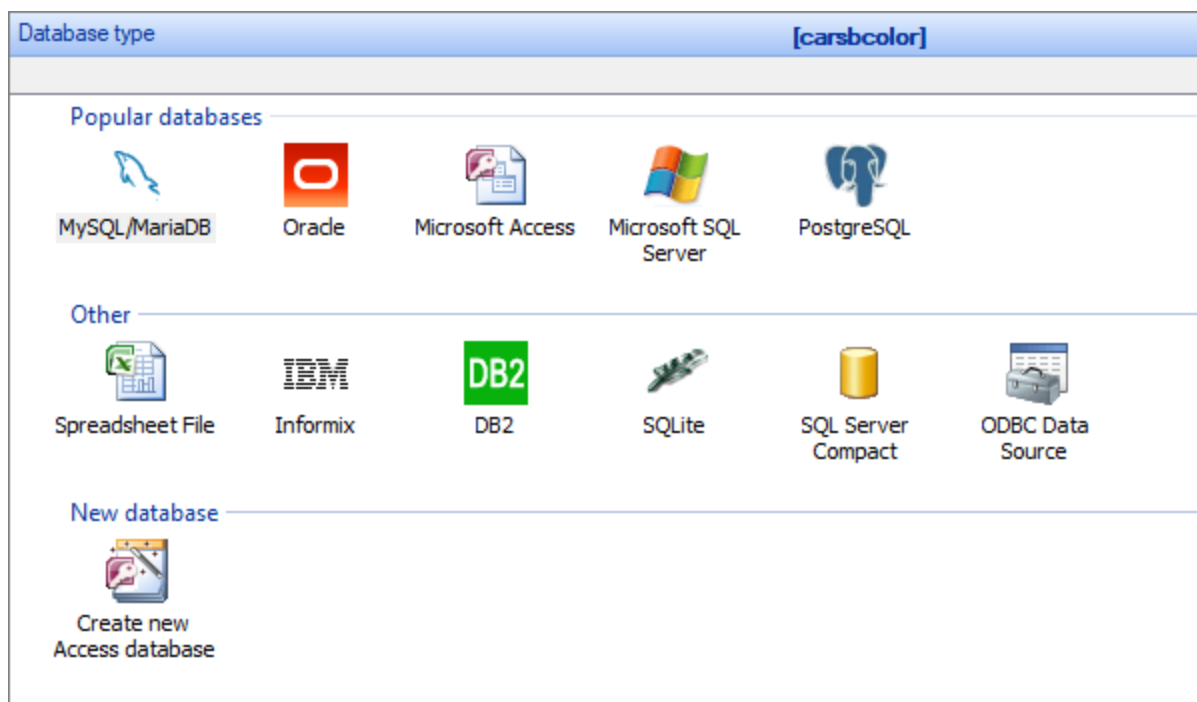 Database type [carsbcolor]
Popular databases
MySQL/MariaDB Oracle Microsoft Access Microsoft SQL PostgreSQL
Server
Other
IBM DB2
Spreadsheet File Informix DB2 SQLite SQL Server ODBC Data
Compact Source
New database
Create new
Access database